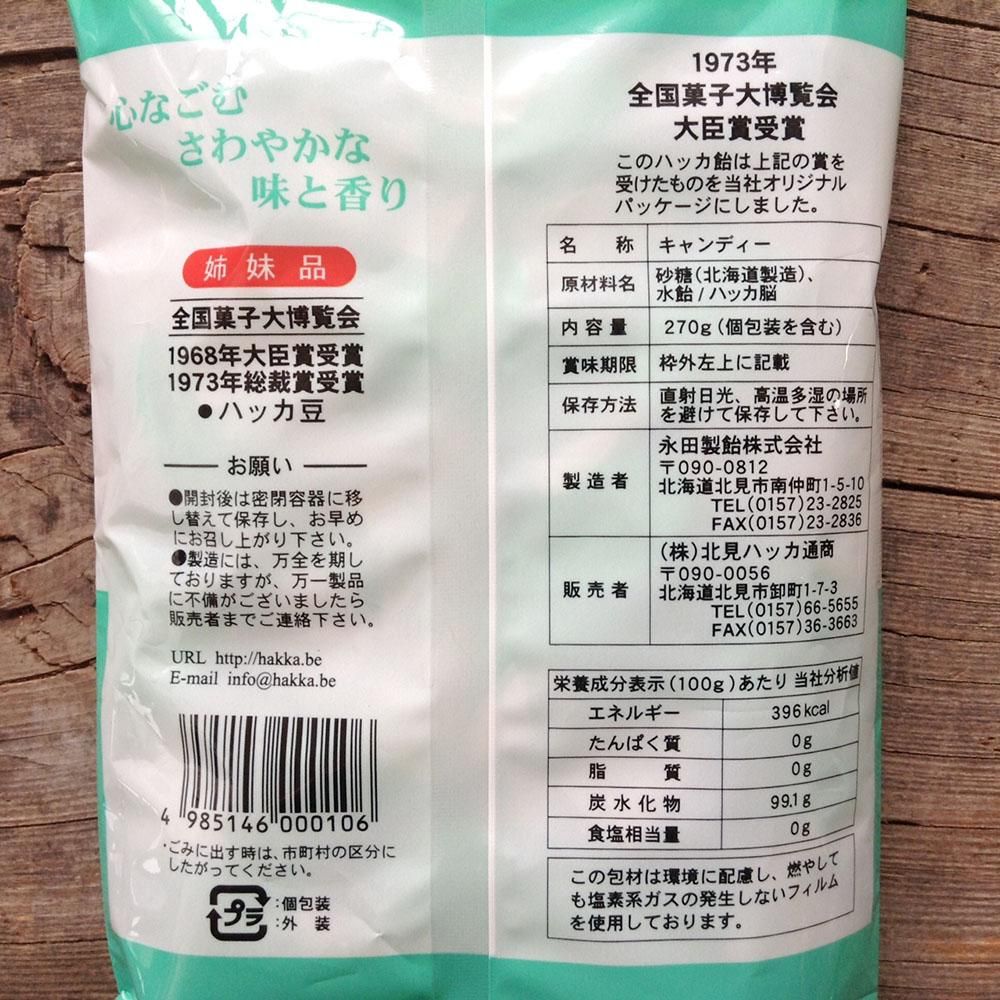 心なごむ
さわやかな
味と香り
姉妹品
全国菓子大博覧会
1968年大臣賞受賞
1973年総裁賞受賞
●ハッカ豆
お願い
●開封後は密閉容器に移
し替えて保存し、お早め
にお召し上がり下さい。
●製造には、万全を期し
ておりますが、万一製品
に不備がございましたら
販売者までご連絡下さい。
URL http://hakka.be
E-mail info@hakka.be
4 985146 000106
・ごみに出す時は、市町村の区分に
したがってください。
プラ
:個包装
:外 装
1973年
全国菓子大博覧会
大臣賞受賞
このハッカ飴は上記の賞を
受けたものを当社オリジナル
パッケージにしました。
名 称 キャンディー
原材料名 砂糖(北海道製造)、
水飴/ハッカ脳
内容量 270g(個包装を含む)
賞味期限 枠外左上に記載
保存方法 直射日光、高温多湿の場所
を避けて保存して下さい。
製造者 永田製飴株式会社
〒090-0812
北海道北見市南仲町1-5-10
TEL(0157)23-2825
FAX(0157)23-2836
販売者 (株)北見ハッカ通商
〒090-0056
北海道北見市卸町1-7-3
TEL(0157)66-5655
FAX(0157)36-3663
栄養成分表示(100g)あたり 当社分析値
エネルギー 396kcal
たんぱく質 0g
脂 質 0g
炭水化物 99.1g
食塩相当量 0g
この包材は環境に配慮し、燃やして
も塩素系ガスの発生しないフィルム
を使用しております。